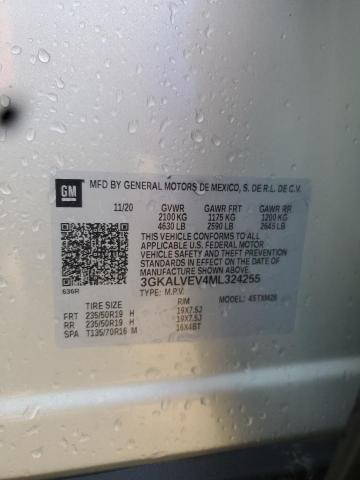 GM
MFD BY GENERAL MOTORS DE MEXICO, S. DE R.L. DE C.V.
11/20 GVWR GAWR FRT GAWR RR
2100 KG 1175 KG 1200 KG
4630 LB 2590 LB 2645 LB
THIS VEHICLE CONFORMS TO ALL
APPLICABLE U.S. FEDERAL MOTOR
VEHICLE SAFETY AND THEFT PREVENTION
STANDARDS IN EFFECT ON THE DATE OF
MANUFACTURE SHOWN ABOVE.
3GKALVEV4ML324255
636R TYPE: M.P.V. MODEL: 4STXM26
TIRE SIZE RIM
FRT 235/50R19 H 19X7.5J
RR 235/50R19 H 19X7.5J
SPA T135/70R16 M 16X4BT